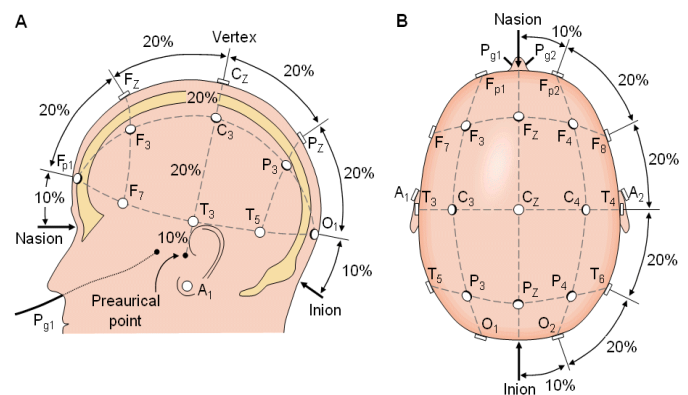 A
Vertex
20%
20%
FZ
CZ
20%
20%
20%
F3
C3
PZ
Fp1
P3
20%
20%
10%
F7
T3
T5
O1
Nasion
10%
10%
A1
Preaurical
point
Inion
Pg1
B
Nasion
10%
Pg1
Pg2
Fp1
Fp2
20%
F7
F3
FZ
F4
F8
20%
A1
T3
C3
CZ
C4
T4
A2
20%
T5
P3
PZ
P4
T6
O1
O2
20%
Inion
10%